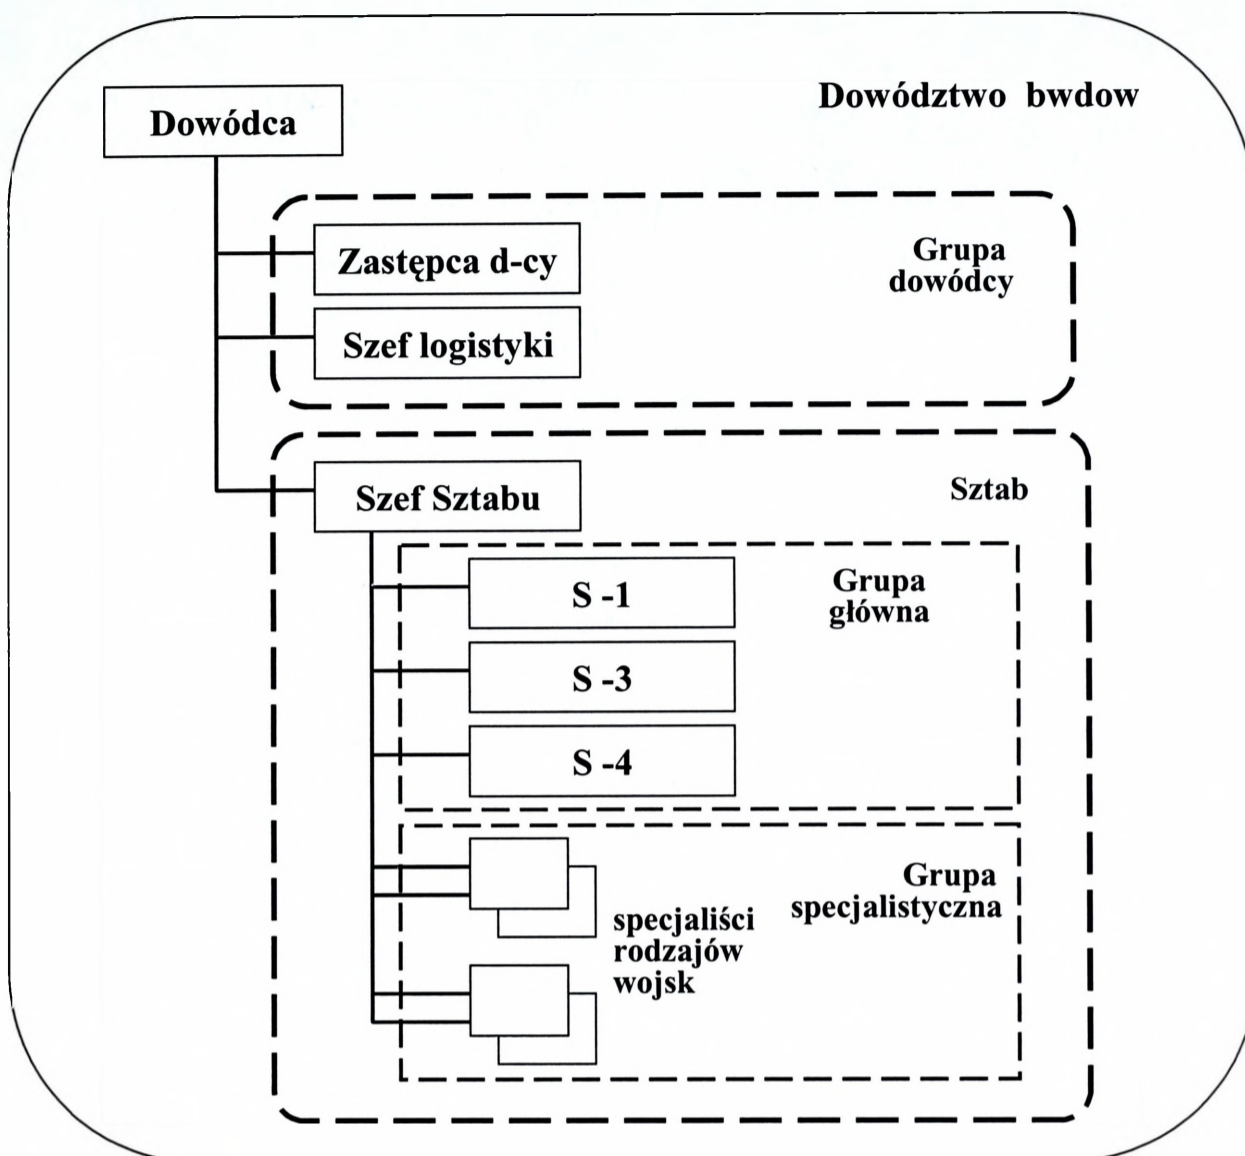 Dowództwo bwdow
Dowódca
Grupa
dowódcy
Zastępca d-cy
Szef logistyki
Sztab
Szef Sztabu
Grupa
główna
S -1
S -3
S -4
Grupa
specjalistyczna
specjaliści
rodzajów
wojsk